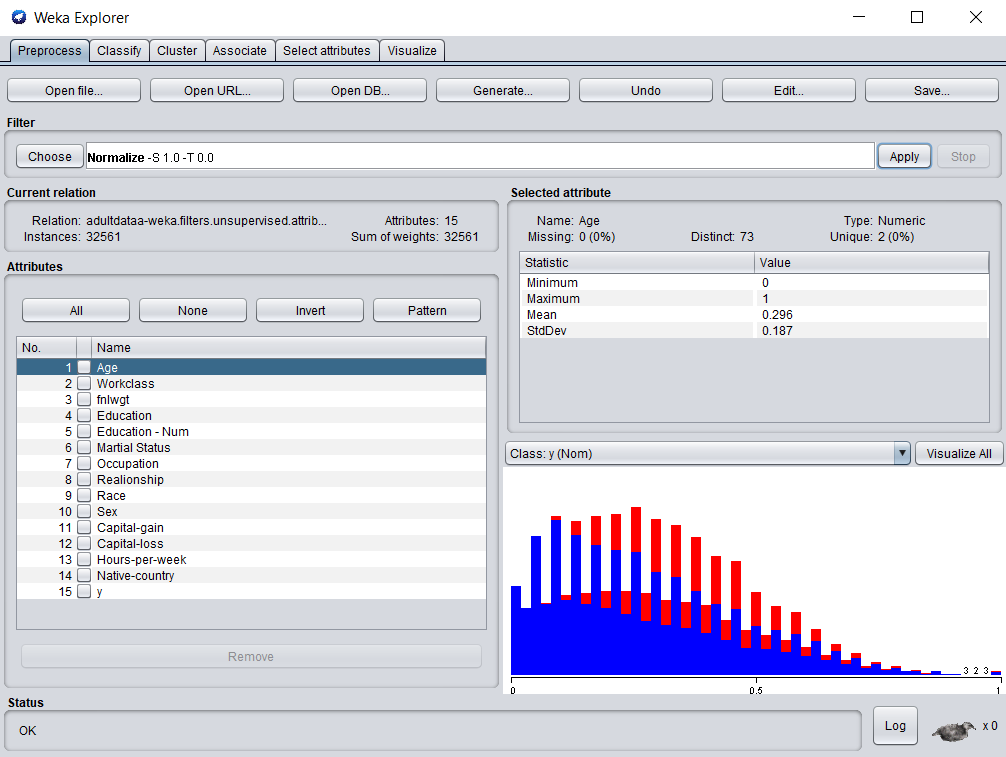 Weka Explorer
Preprocess Classify Cluster Associate Select attributes Visualize
Open file... Open URL... Open DB... Generate... Undo Edit... Save...
Filter
Choose Normalize -S 1.0 -T 0.0 Apply Stop
Current relation
Relation: adultdataa-weka.filters.unsupervised.attrib... Attributes: 15
Instances: 32561 Sum of weights: 32561
Attributes
All None Invert Pattern
No. Name
1 Age
2 Workclass
3 fnlwgt
4 Education
5 Education - Num
6 Martial Status
7 Occupation
8 Realionship
9 Race
10 Sex
11 Capital-gain
12 Capital-loss
13 Hours-per-week
14 Native-country
15 y
Remove
Selected attribute
Name: Age Type: Numeric
Missing: 0 (0%) Distinct: 73 Unique: 2 (0%)
Statistic Value
Minimum 0
Maximum 1
Mean 0.296
StdDev 0.187
Class: y (Nom) Visualize All
3 2 3
0 0.5 1
Status
OK
Log x 0